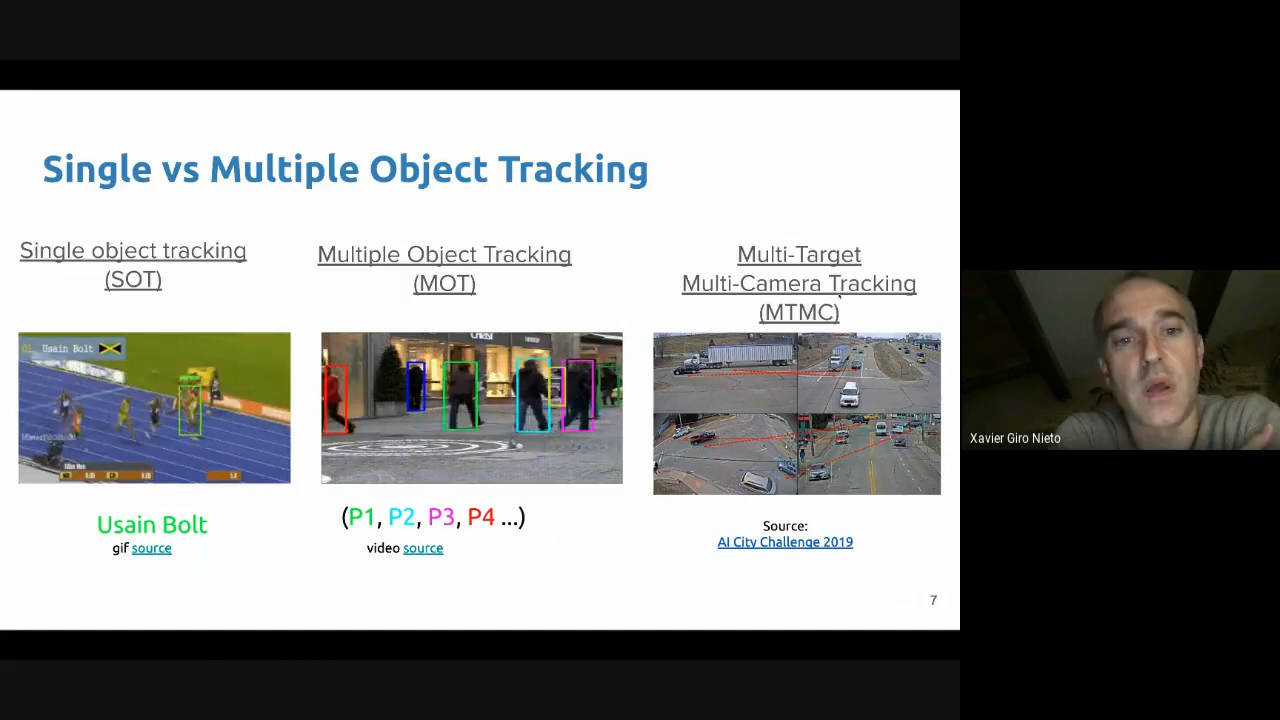 Single vs Multiple Object Tracking
Single object tracking
(SOT)
Multiple Object Tracking
(MOT)
Multi-Target
Multi-Camera Tracking
(MTMC)
Usain Bolt
Usain Bolt
gif source
(P1, P2, P3, P4 ...)
video source
Source:
AI City Challenge 2019
7
Xavier Giro Nieto